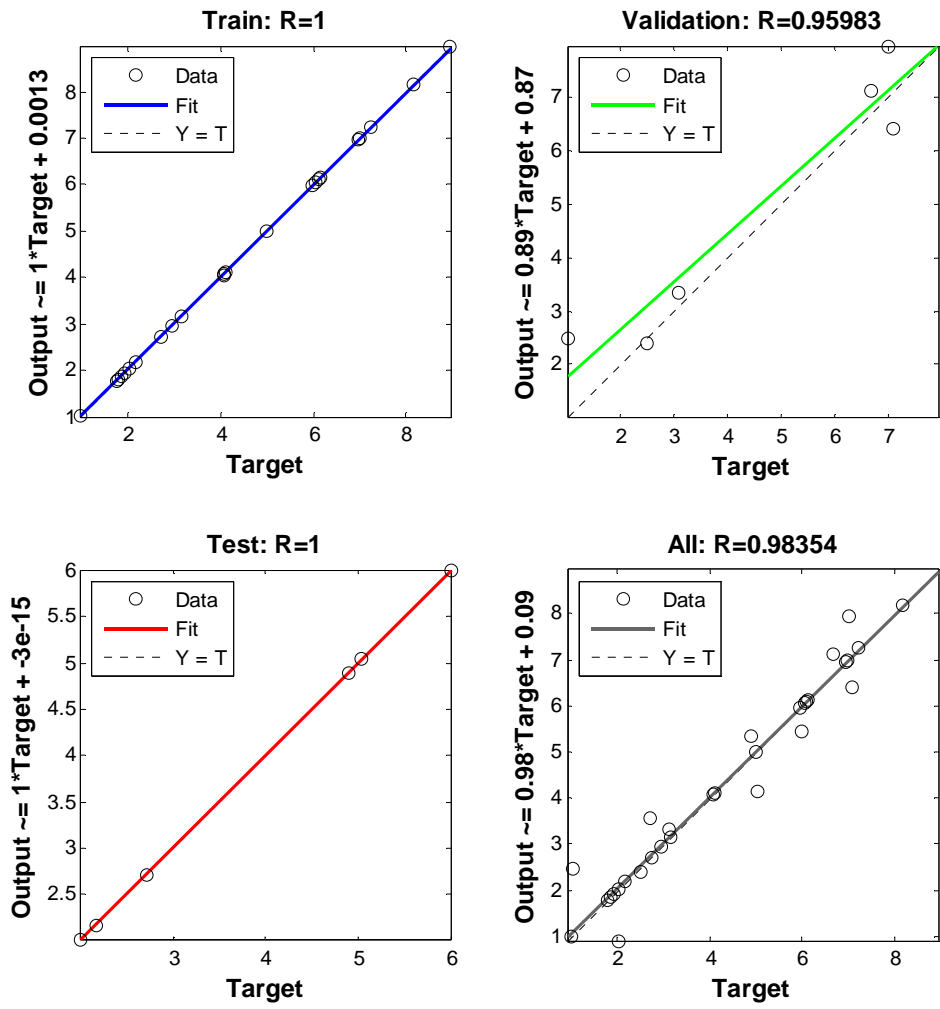 Train: R=1
Output ~= 1*Target + 0.0013
Data
Fit
Y = T
8
7
6
5
4
3
2
1
2 4 6 8
Target
Validation: R=0.95983
Output ~= 0.89*Target + 0.87
Data
Fit
Y = T
7
6
5
4
3
2
2 3 4 5 6 7
Target
Test: R=1
Output ~= 1*Target + -3e-15
Data
Fit
Y = T
6
5.5
5
4.5
4
3.5
3
2.5
3 4 5 6
Target
All: R=0.98354
Output ~= 0.98*Target + 0.09
Data
Fit
Y = T
8
7
6
5
4
3
2
1
2 4 6 8
Target